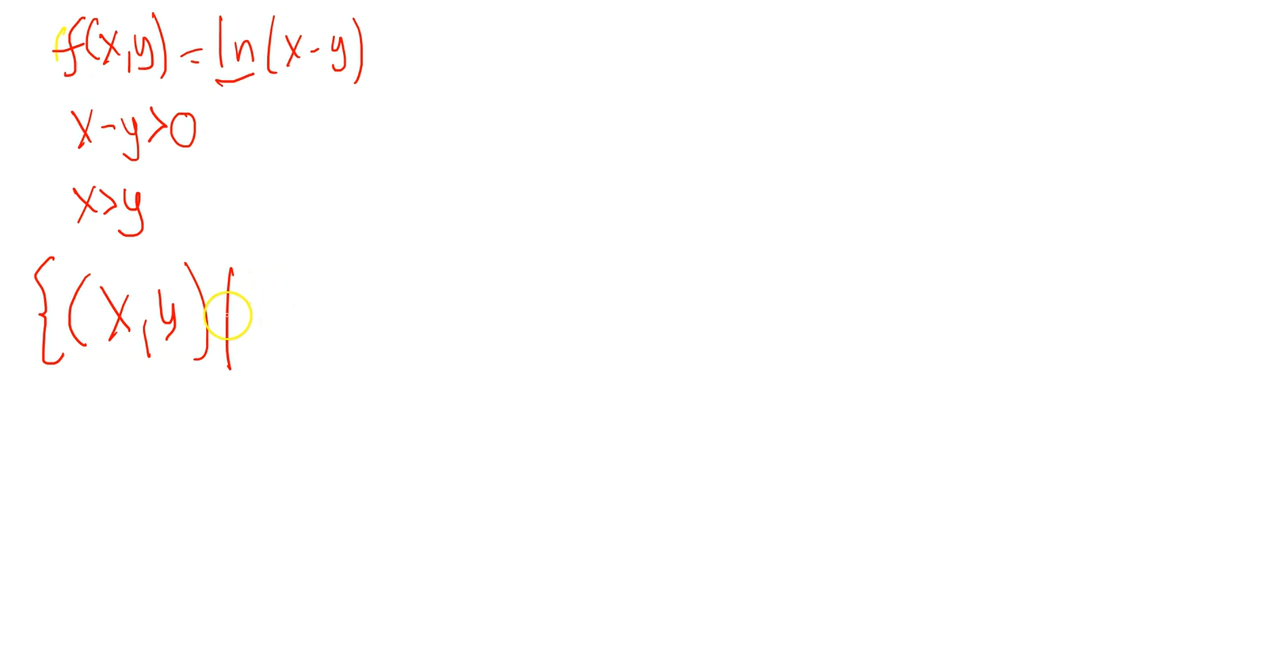 f(x,y) = ln(x-y)
x-y>0
x>y
{(x,y)|